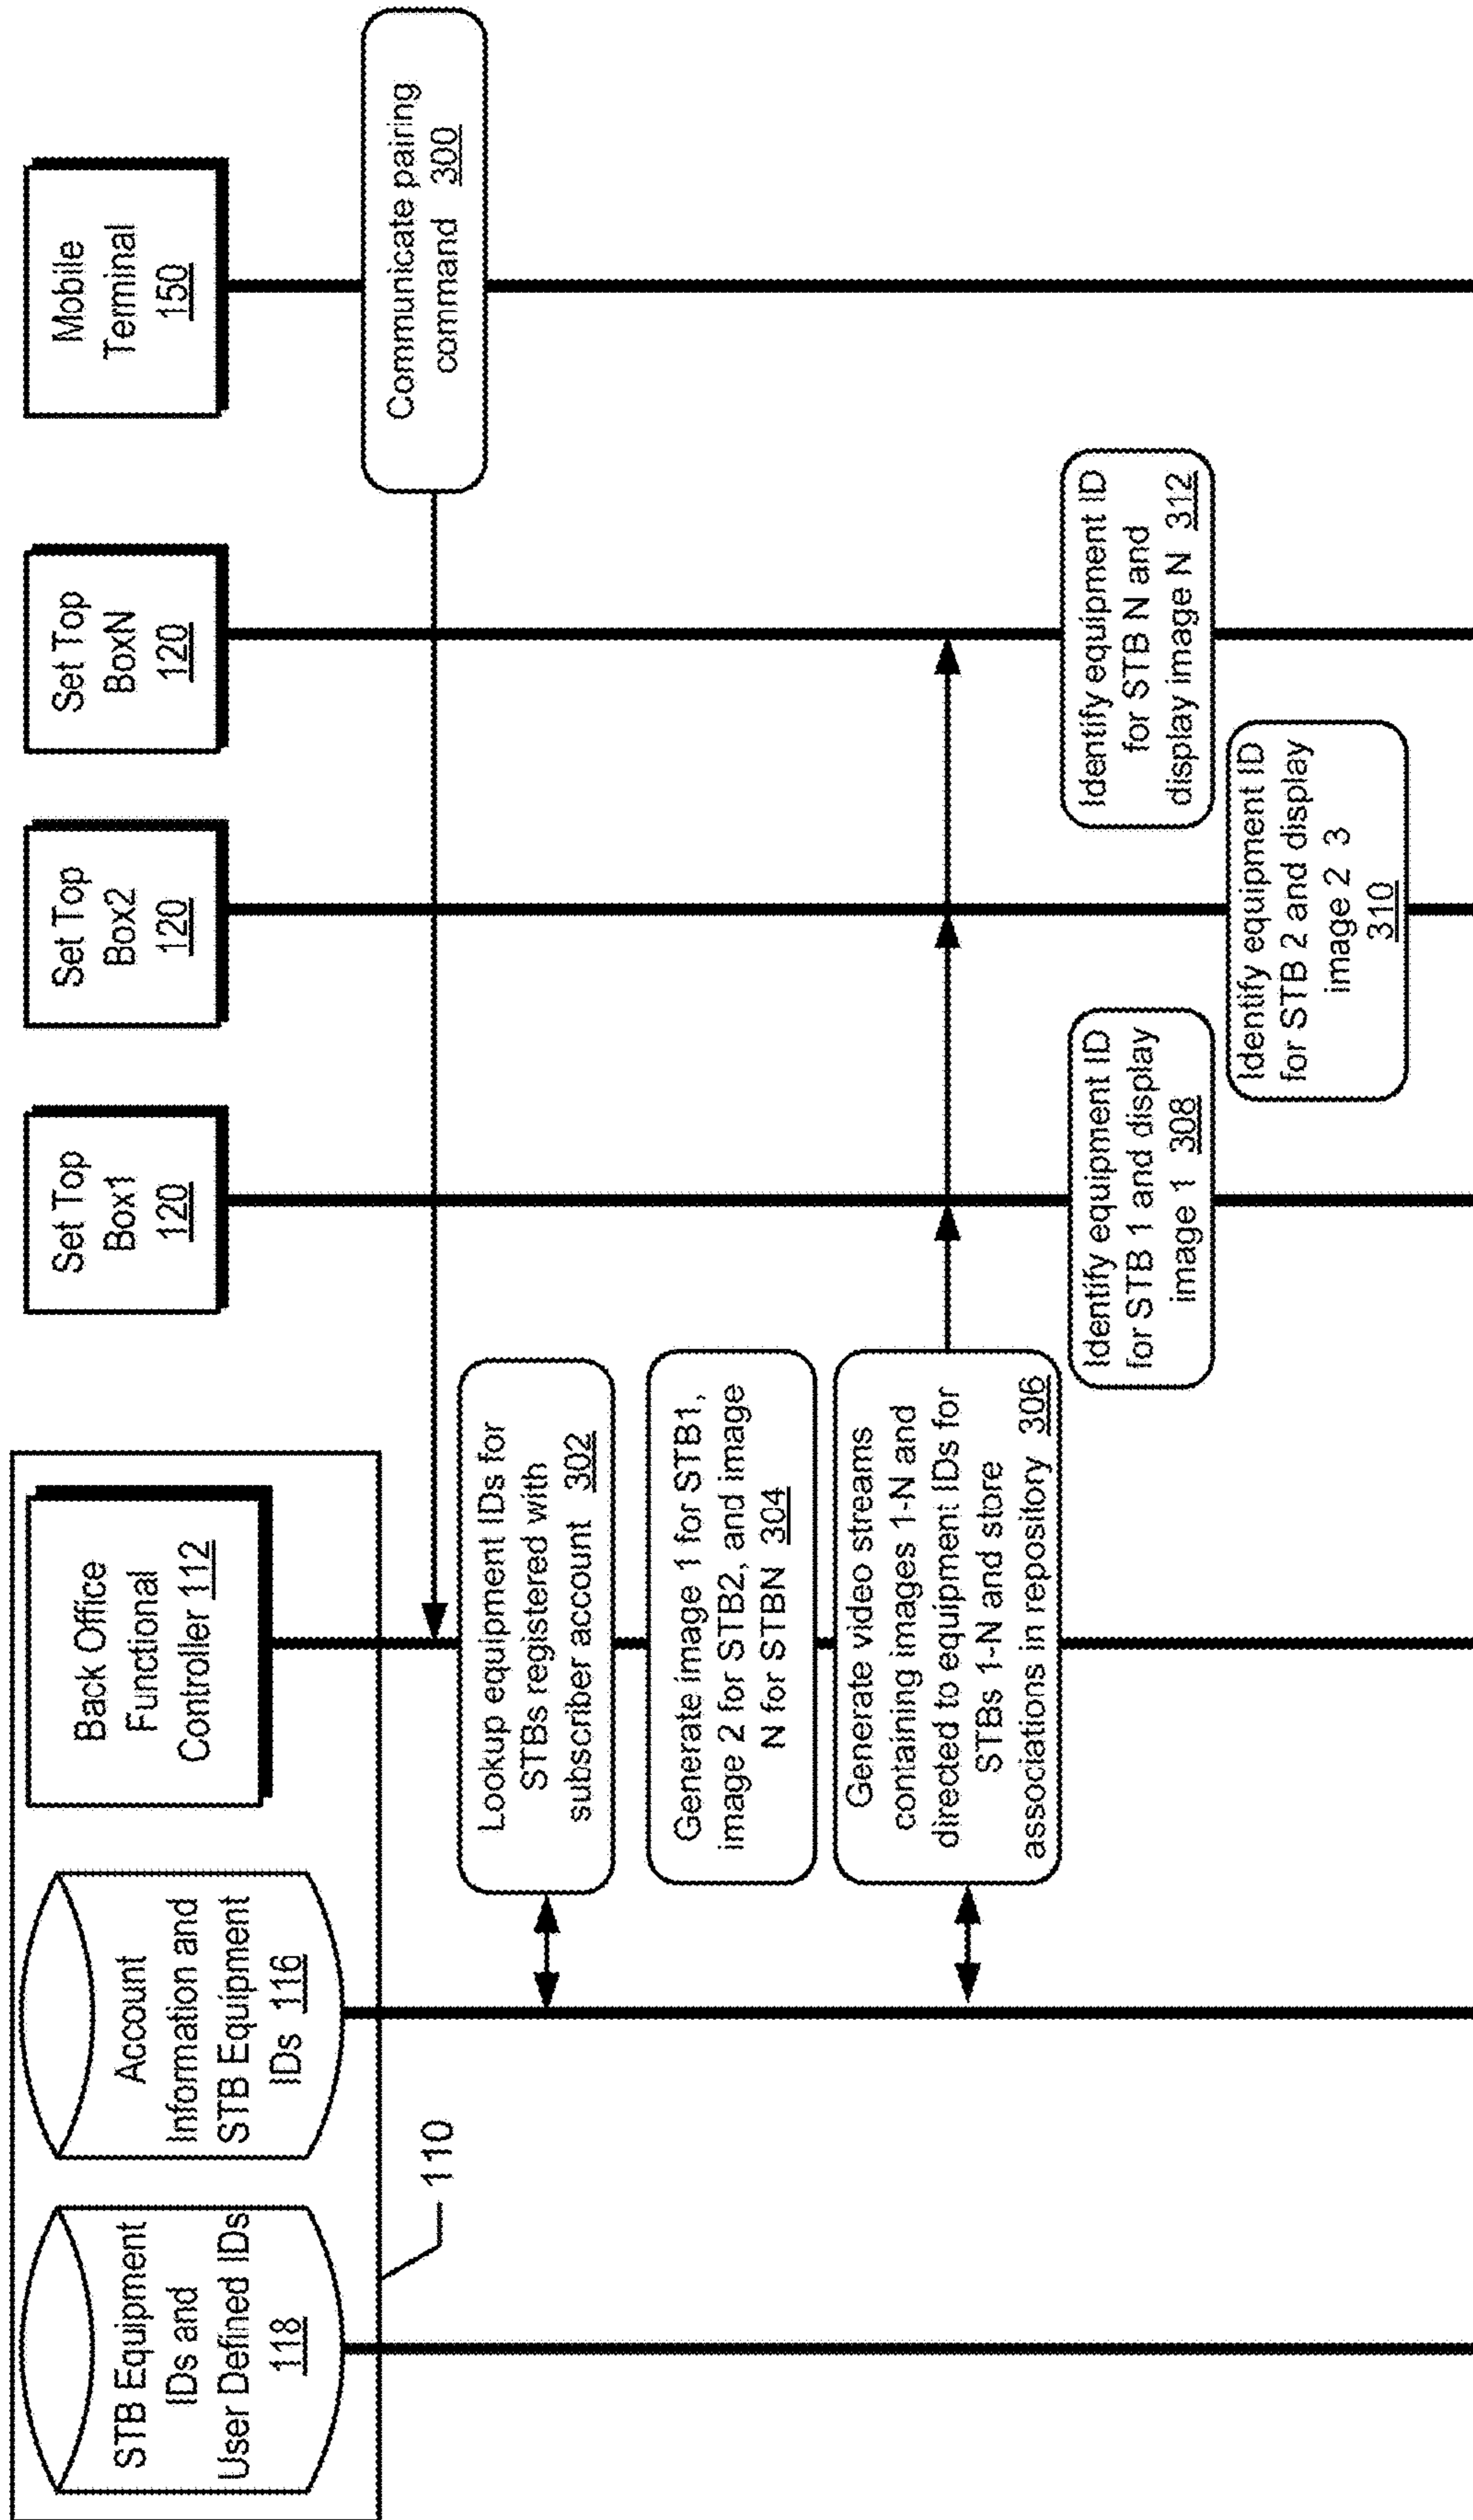 STB Equipment
IDs and
User Defined IDs
118
Account
Information and
STB Equipment
IDs 116
Back Office
Functional
Controller 112
Set Top
Box1
120
Set Top
Box2
120
Set Top
BoxN
120
Mobile
Terminal
150
110
Communicate pairing
command 300
Lookup equipment IDs for
STBs registered with
subscriber account 302
Generate image 1 for STB1,
image 2 for STB2, and image
N for STBN 304
Generate video streams
containing images 1-N and
directed to equipment IDs for
STBs 1-N and store
associations in repository 306
Identify equipment ID
for STB 1 and display
image 1 308
Identify equipment ID
for STB 2 and display
image 2 3
310
Identify equipment ID
for STB N and
display image N 312